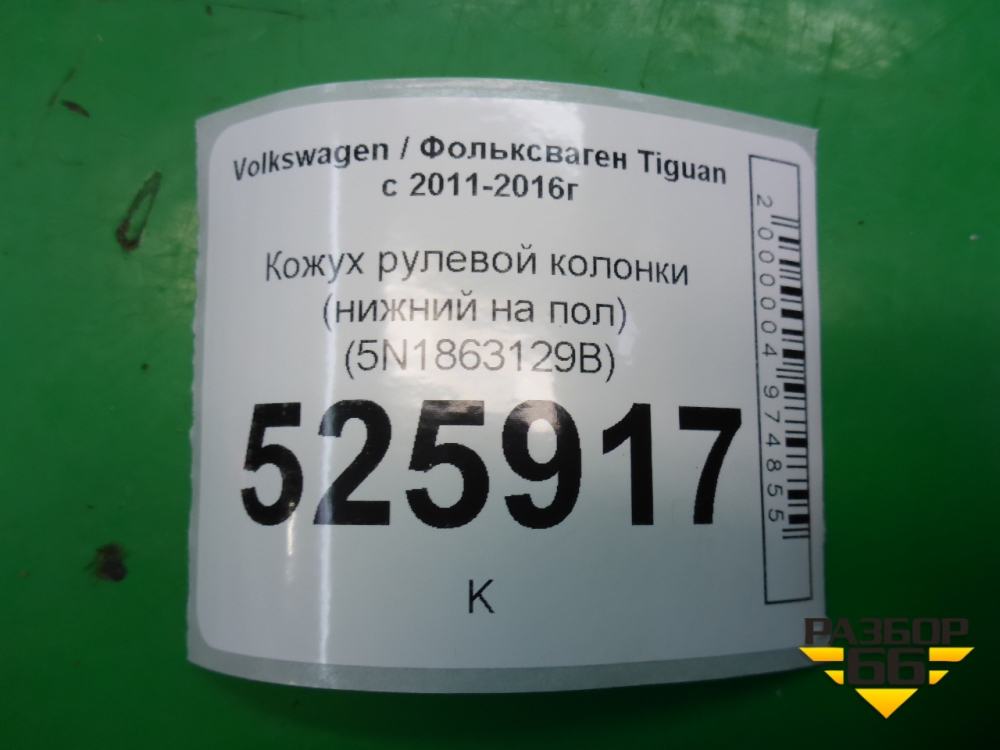 Volkswagen / Фольксваген Tiguan
с 2011-2016г
Кожух рулевой колонки
(нижний на пол)
(5N1863129B)
525917
К
2000004974855
РАЗБОР
66